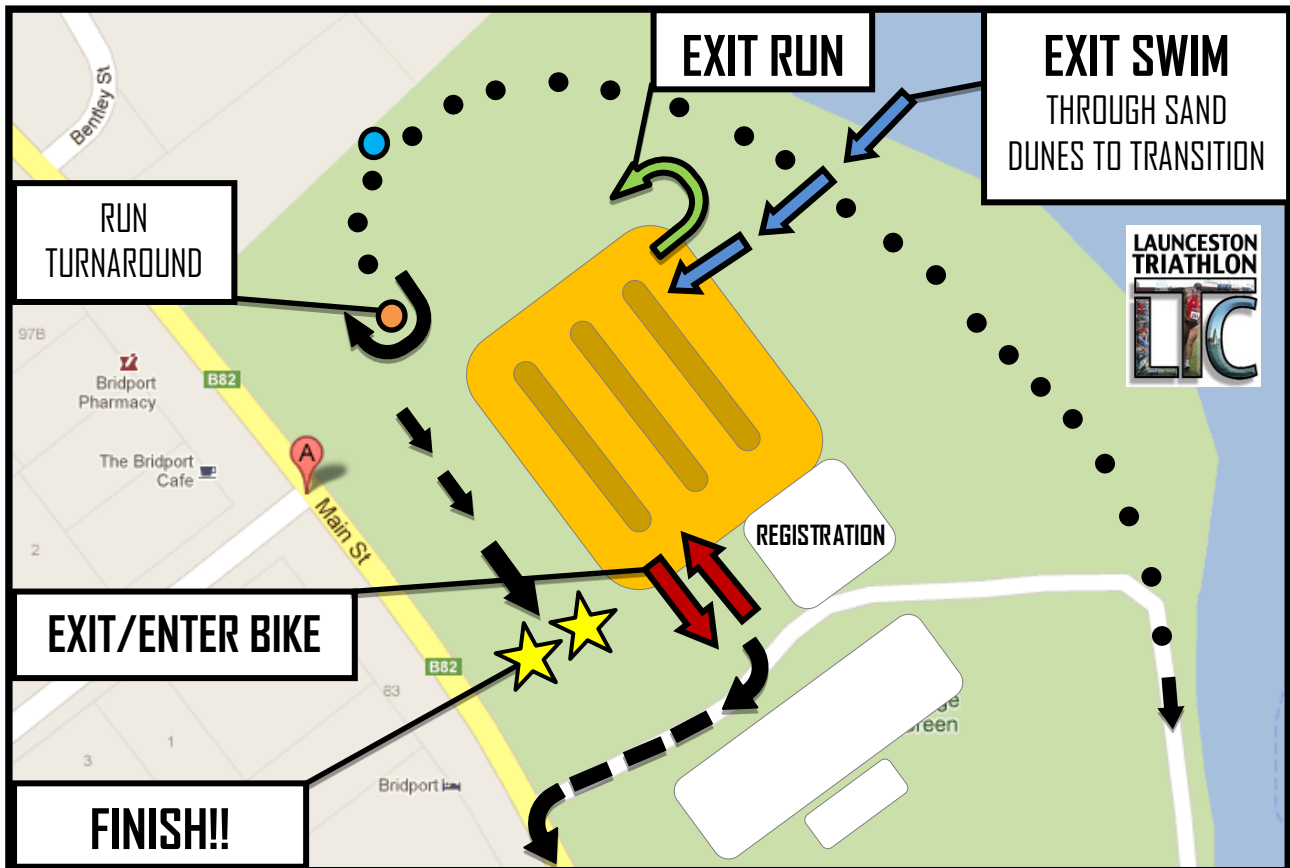 EXIT RUN
EXIT SWIM
THROUGH SAND
DUNES TO TRANSITION
Bentley St
RUN
TURNAROUND
LAUNCESTON
TRIATHLON
LTC
97B
Bridport
Pharmacy
B82
The Bridport
Cafe
A
Main St
2
REGISTRATION
EXIT/ENTER BIKE
B82
83
1
3
Bridport
FINISH!!